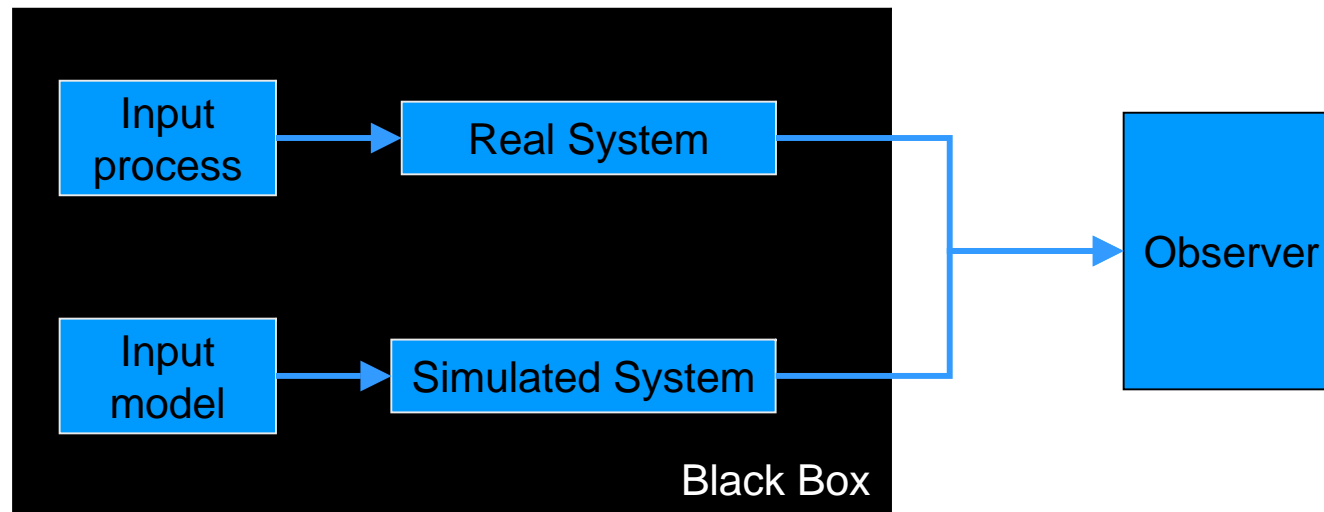 Input
process
Real System
Observer
Input
model
Simulated System
Black Box